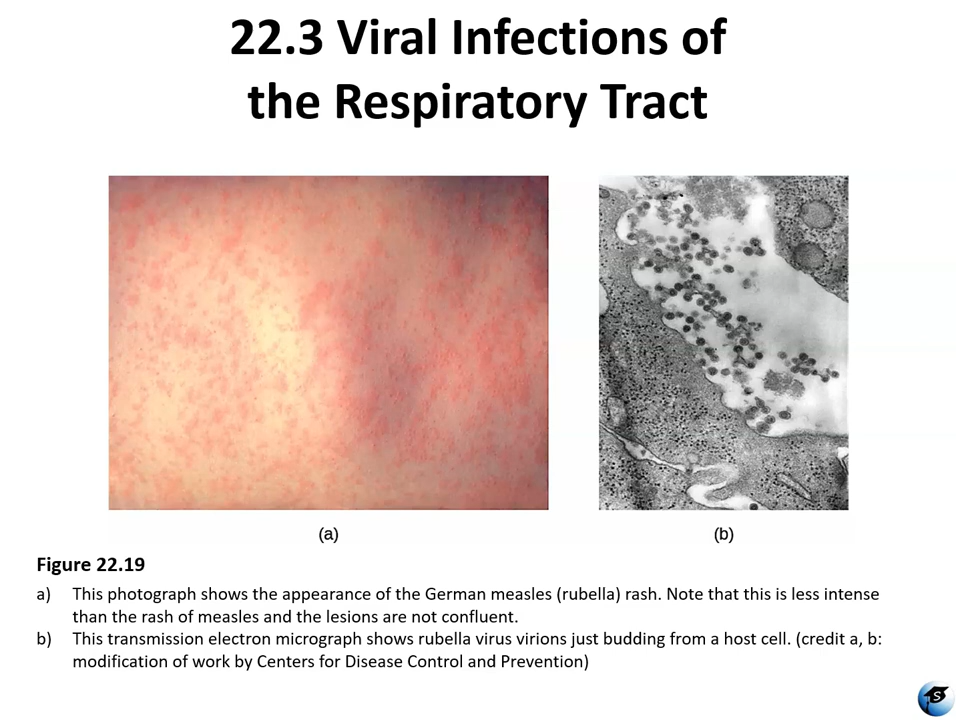 22.3 Viral Infections of
the Respiratory Tract
(a)
(b)
Figure 22.19
a) This photograph shows the appearance of the German measles (rubella) rash. Note that this is less intense
than the rash of measles and the lesions are not confluent.
b) This transmission electron micrograph shows rubella virus virions just budding from a host cell. (credit a, b:
modification of work by Centers for Disease Control and Prevention)
S